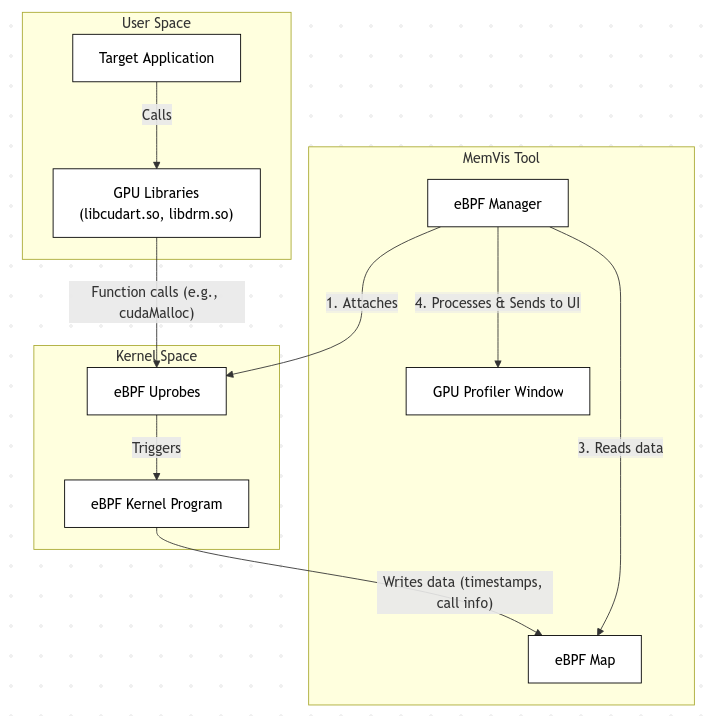 User Space
Target Application
Calls
GPU Libraries
(libcudart.so, libdrm.so)
Function calls (e.g.,
cudaMalloc)
Kernel Space
eBPF Uprobes
Triggers
eBPF Kernel Program
MemVis Tool
eBPF Manager
1. Attaches
4. Processes & Sends to UI
GPU Profiler Window
3. Reads data
Writes data (timestamps,
call info)
eBPF Map